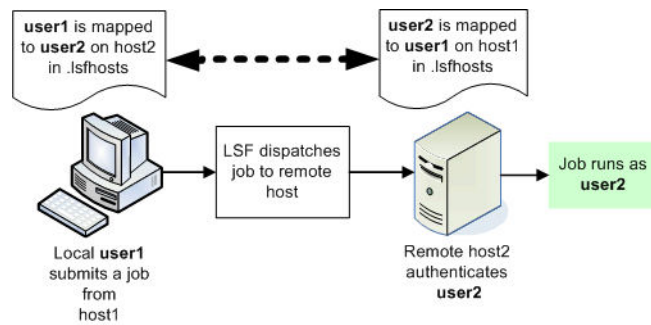 user1 is mapped
to user2 on host2
in .lsfhosts
user2 is mapped
to user1 on host1
in .lsfhosts
LSF dispatches
job to remote
host
Job runs as
user2
Local user1
submits a job
from
host1
Remote host2
authenticates
user2